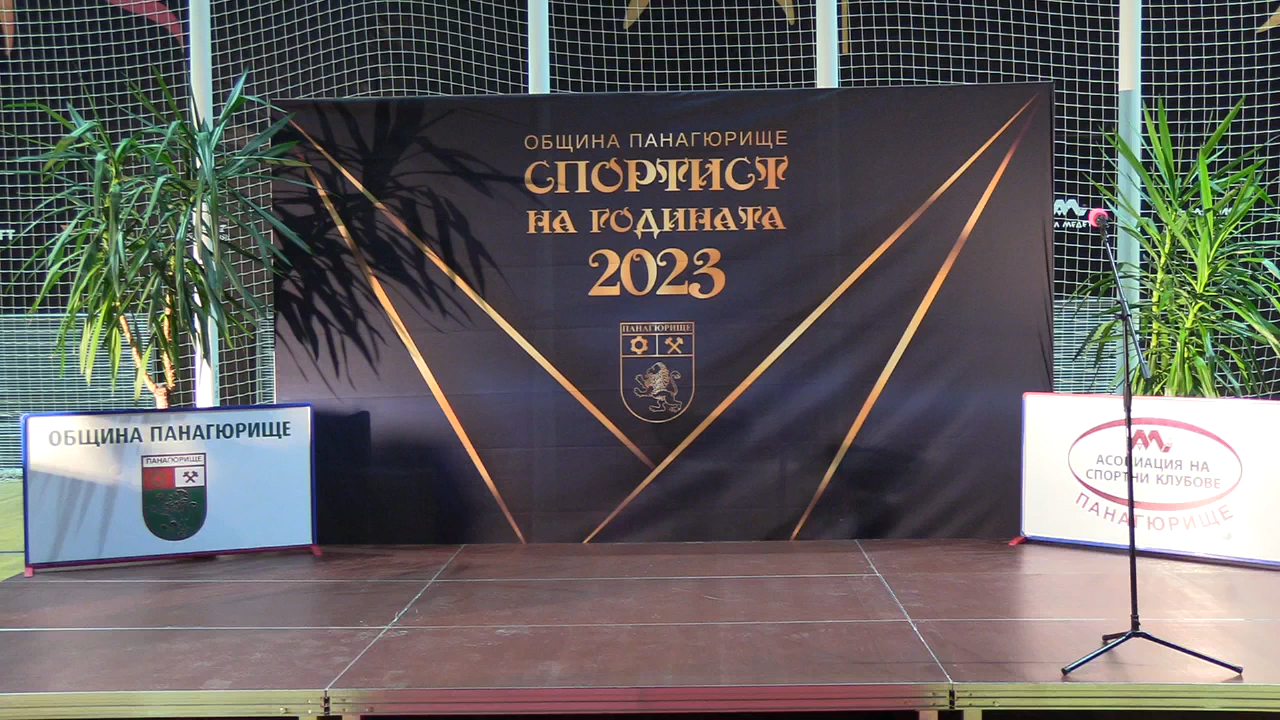 ОБЩИНА ПАНАГЮРИЩЕ
СПОРТИСТ
НА ГОДИНАТА
2023
ПАНАГЮРИЩЕ
ОБЩИНА ПАНАГЮРИЩЕ
ПАНАГЮРИЩЕ
АСОЦИАЦИЯ НА
СПОРТНИ КЛУБОВЕ
ПАНАГЮРИЩЕ